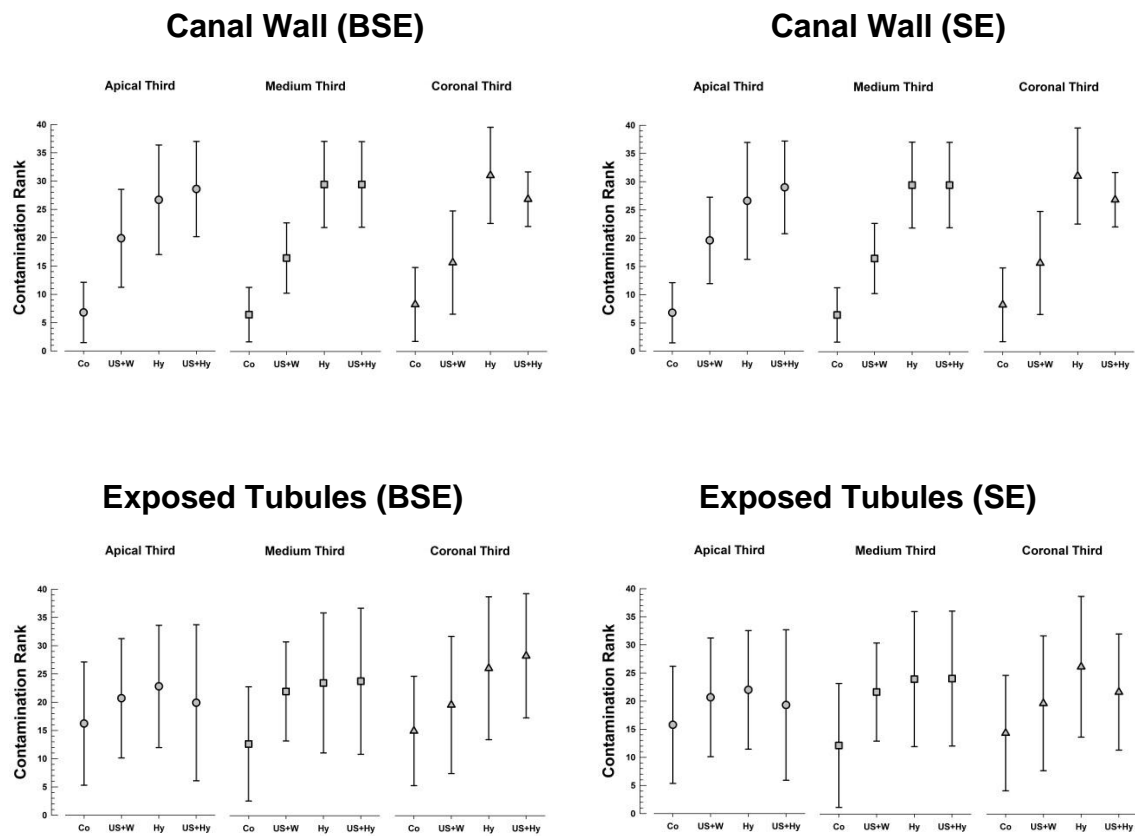 Canal Wall (BSE)
Apical Third Medium Third Coronal Third
Contamination Rank
40
35
30
25
20
15
10
5
0
Co US+W Hy US+Hy Co US+W Hy US+Hy Co US+W Hy US+Hy
Canal Wall (SE)
Apical Third Medium Third Coronal Third
Contamination Rank
40
35
30
25
20
15
10
5
0
Co US+W Hy US+Hy Co US+W Hy US+Hy Co US+W Hy US+Hy
Exposed Tubules (BSE)
Apical Third Medium Third Coronal Third
Contamination Rank
40
35
30
25
20
15
10
5
0
Co US+W Hy US+Hy Co US+W Hy US+Hy Co US+W Hy US+Hy
Exposed Tubules (SE)
Apical Third Medium Third Coronal Third
Contamination Rank
40
35
30
25
20
15
10
5
0
Co US+W Hy US+Hy Co US+W Hy US+Hy Co US+W Hy US+Hy